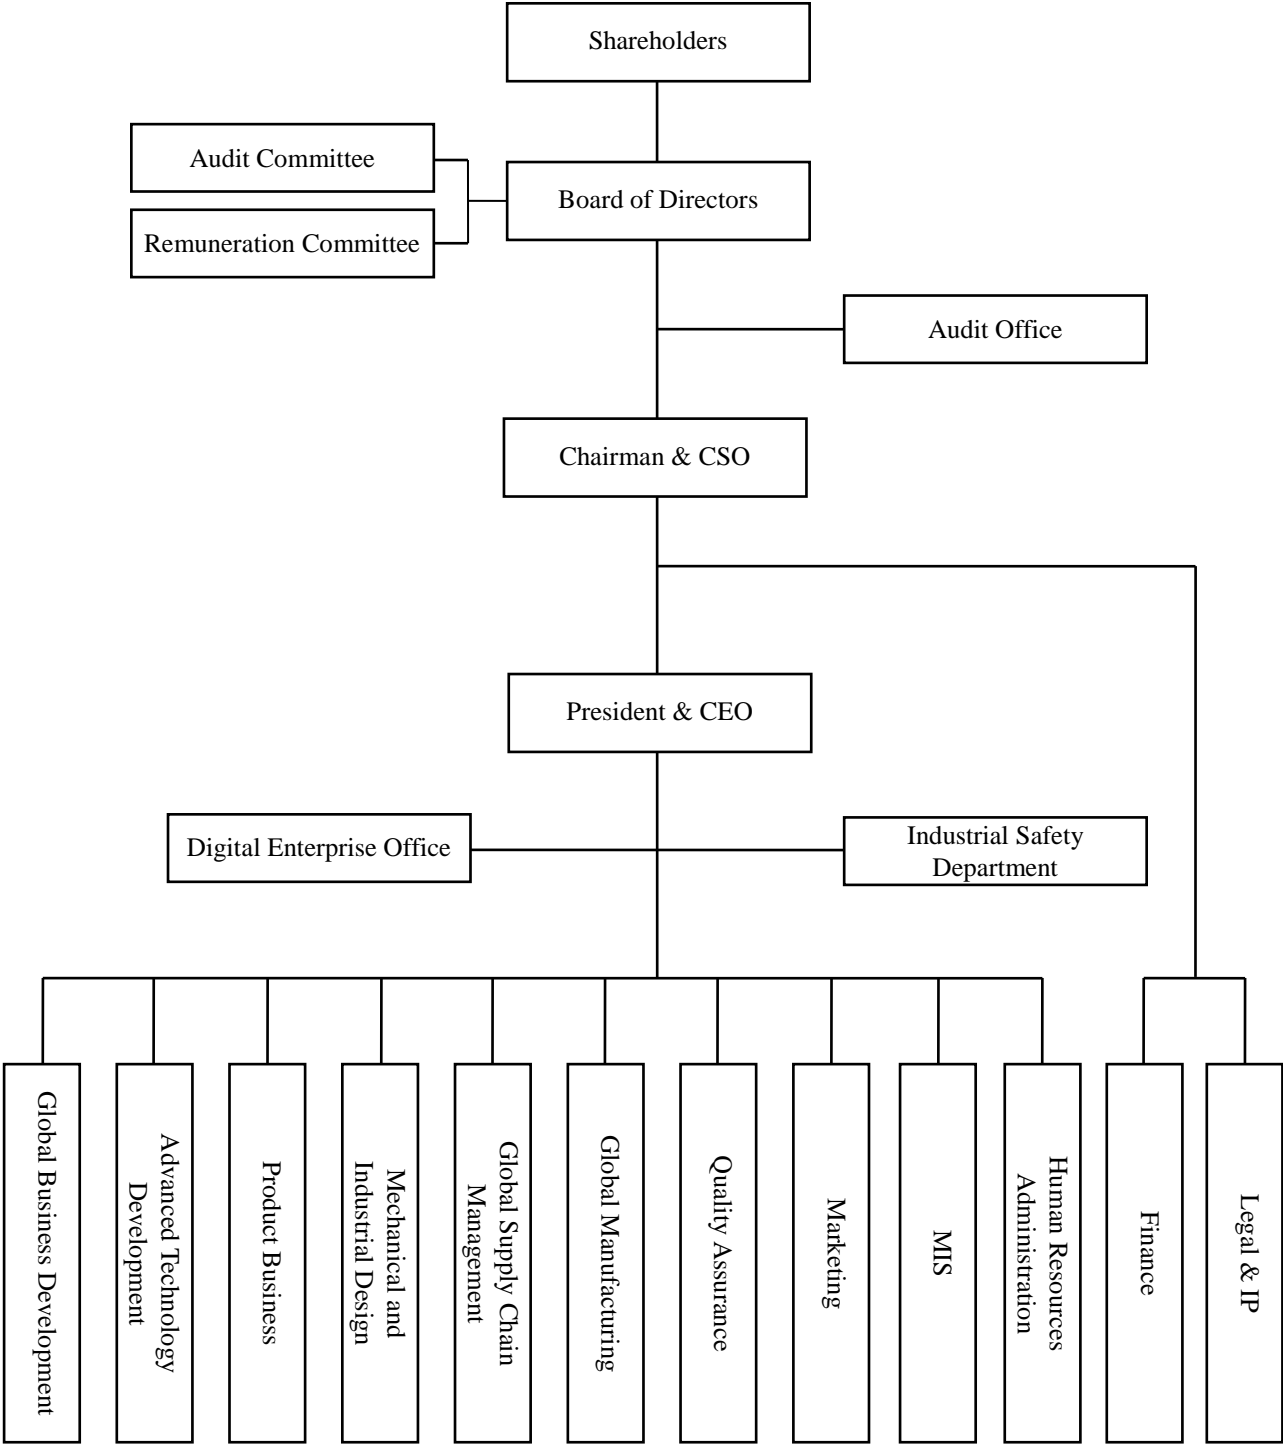 Shareholders
Audit Committee
Board of Directors
Remuneration Committee
Audit Office
Chairman & CSO
President & CEO
Digital Enterprise Office
Industrial Safety
Department
Global Business Development
Advanced Technology
Development
Product Business
Mechanical and
Industrial Design
Global Supply Chain
Management
Global Manufacturing
Quality Assurance
Marketing
MIS
Human Resources
Administration
Finance
Legal & IP